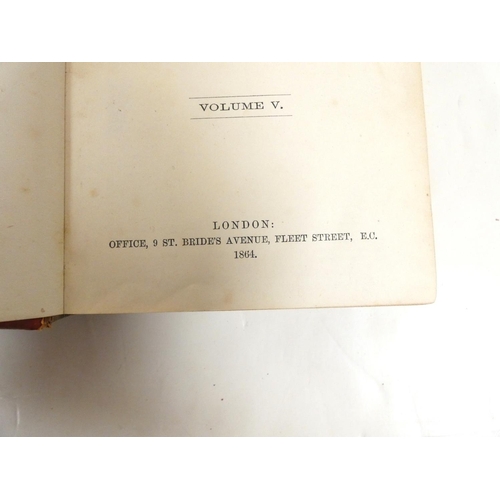 VOLUME V.
LONDON:
OFFICE, 9 ST. BRIDE'S AVENUE, FLEET STREET, E.C.
1864.